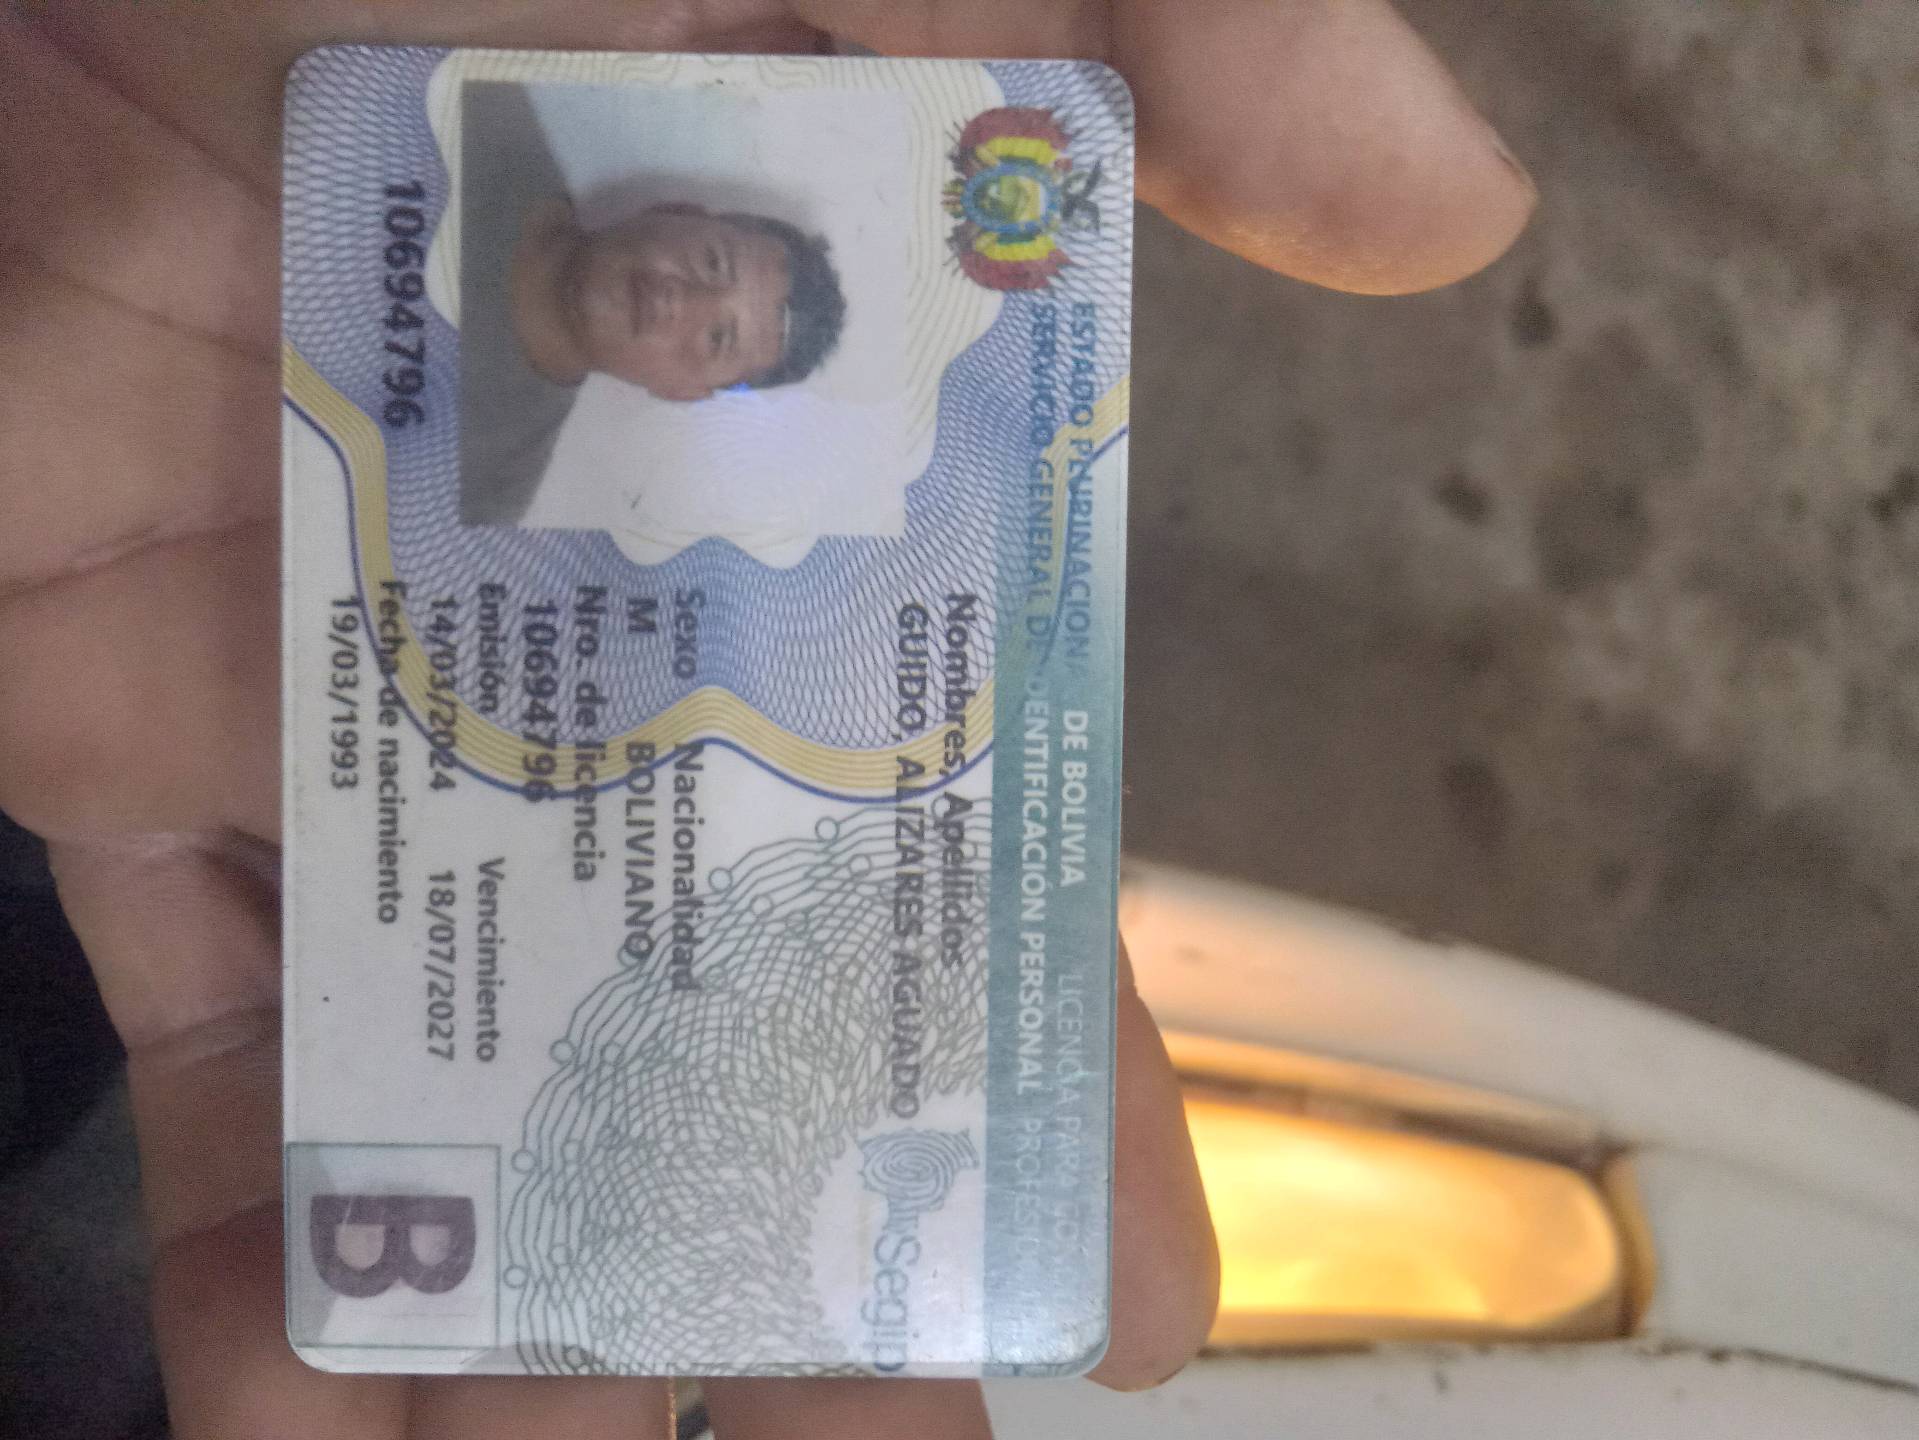 ESTADO PLURINACIONAL DE BOLIVIA LICENCIA PARA
SERVICIO GENERAL DE IDENTIFICACIÓN PERSONAL
Nombres, Apellidos
GUIDO, ALIZARES AGUADO
Segip
Sexo Nacionalidad
M BOLIVIANO
Nro. de licencia
10694796
Emisión Vencimiento
14/03/2024 18/07/2027
Fecha de nacimiento
19/03/1993
10694796
B